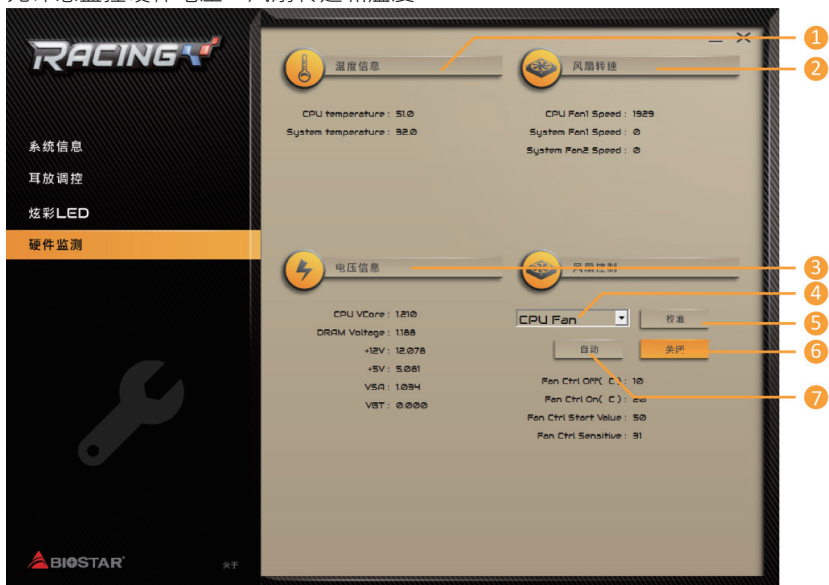 RACING
系统信息
耳放调控
炫彩LED
硬件监测
BIOSTAR
关于
温度信息
CPU temperature : 51.0
System temperature : 32.0
风扇转速
CPU Fan1 Speed : 1929
System Fan1 Speed : 0
System Fan2 Speed : 0
电压信息
CPU VCore : 1.210
DRAM Voltage : 1.188
+12V : 12.078
+5V : 5.081
VSA : 1.034
VGT : 0.000
风扇控制
CPU Fan
校准
自动
关闭
Fan Ctrl Off( C ) : 10
Fan Ctrl On( C ) : 20
Fan Ctrl Start Value : 50
Fan Ctrl Sensitive : 31
1
2
3
4
5
6
7